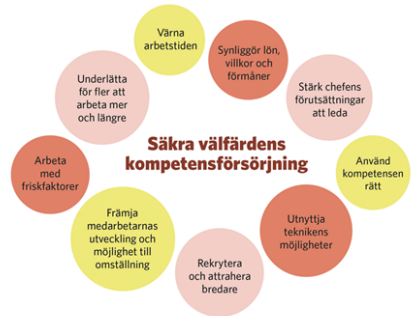 Värna
arbetstiden
Synliggör lön,
villkor och
förmåner
Underlätta
för fler att
arbeta mer
och längre
Stärk chefens
förutsättningar
att leda
Säkra välfärdens
kompetensförsörjning
Arbeta
med
friskfaktorer
Använd
kompetensen
rätt
Främja
medarbetarnas
utveckling och
möjlighet till
omställning
Utnyttja
teknikens
möjligheter
Rekrytera
och attrahera
bredare